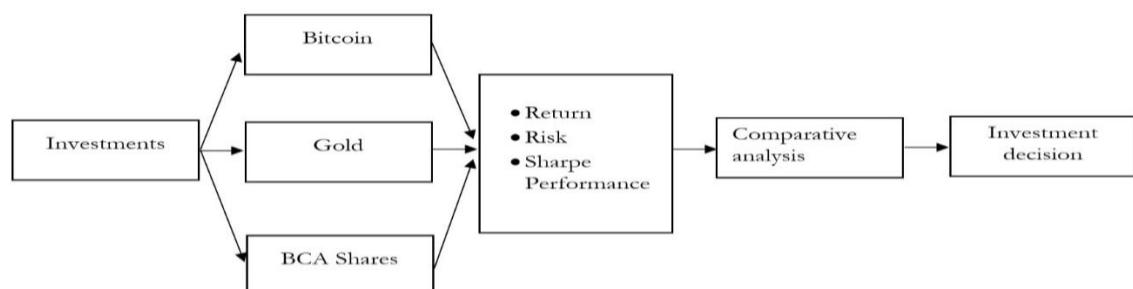 Investments
Bitcoin
Gold
BCA Shares
• Return
• Risk
• Sharpe
Performance
Comparative
analysis
Investment
decision